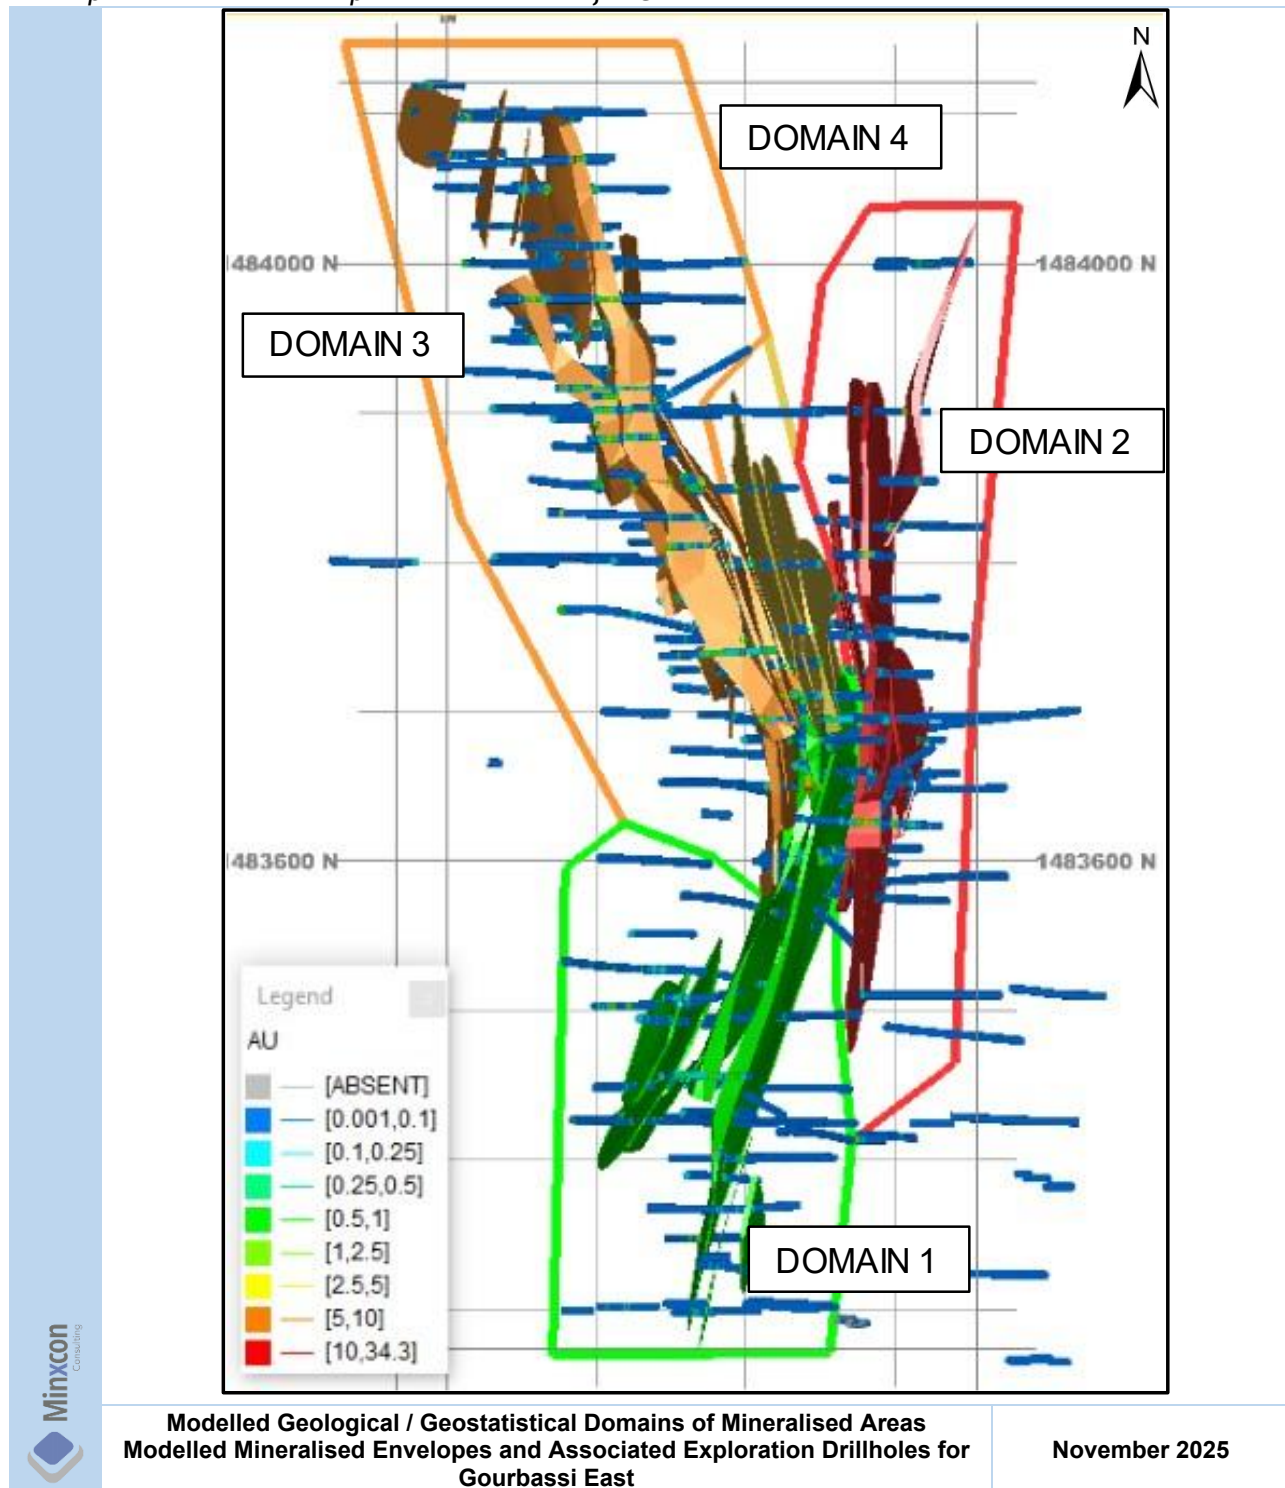 N
DOMAIN 4
1484000 N
1484000 N
DOMAIN 3
DOMAIN 2
1483600 N
1483600 N
Legend
AU
[ABSENT]
[0.001,0.1]
[0.1,0.25]
[0.25,0.5]
[0.5,1]
[1,2.5]
[2.5,5]
[5,10]
[10,34.3]
DOMAIN 1
Minxcon
Consulting
Modelled Geological / Geostatistical Domains of Mineralised Areas
Modelled Mineralised Envelopes and Associated Exploration Drillholes for
Gourbassi East
November 2025